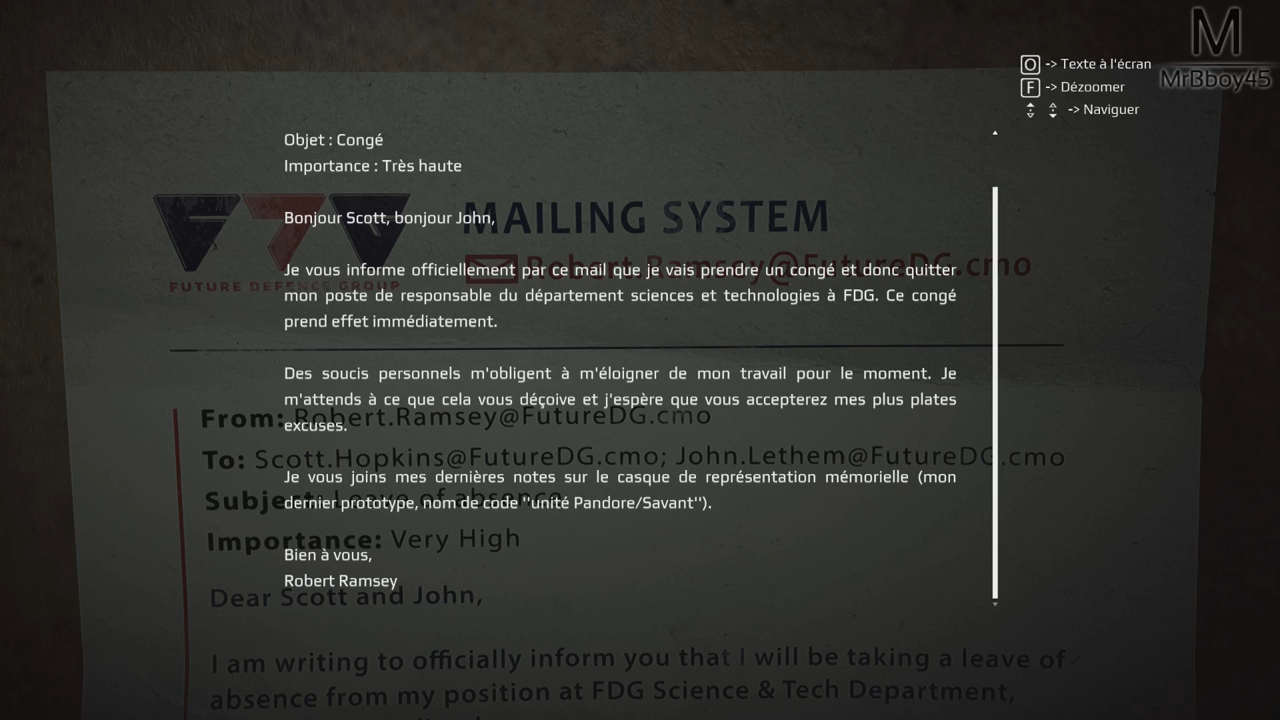 M
MrBboy45
O -> Texte à l'écran
F -> Dézoomer
-> Naviguer
Objet : Congé
Importance : Très haute
Bonjour Scott, bonjour John,
Je vous informe officiellement par ce mail que je vais prendre un congé et donc quitter
mon poste de responsable du département sciences et technologies à FDG. Ce congé
prend effet immédiatement.
Des soucis personnels m'obligent à m'éloigner de mon travail pour le moment. Je
m'attends à ce que cela vous déçoive et j'espère que vous accepterez mes plus plates
excuses.
Je vous joins mes dernières notes sur le casque de représentation mémorielle (mon
dernier prototype, nom de code ''unité Pandore/Savant'').
Bien à vous,
Robert Ramsey
MAILING SYSTEM
Robert.Ramsey@FutureDG.cmo
FUTURE DEFENCE GROUP
From: Robert.Ramsey@FutureDG.cmo
To: Scott.Hopkins@FutureDG.cmo; John.Lethem@FutureDG.cmo
Subject: Leave of absence
Importance: Very High
Dear Scott and John,
I am writing to officially inform you that I will be taking a leave of
absence from my position at FDG Science & Tech Department,